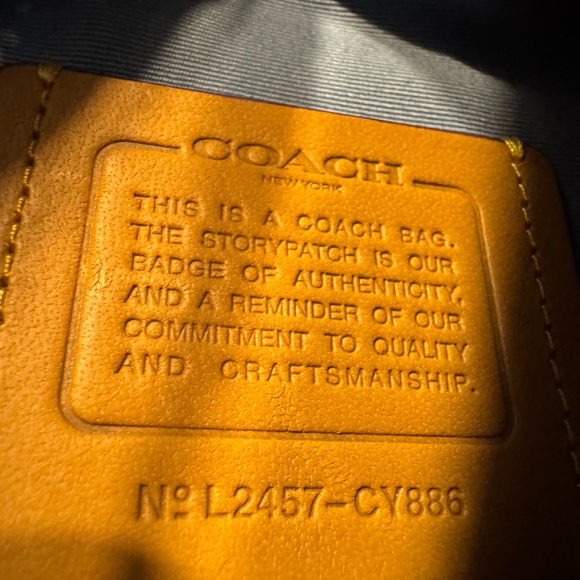 COACH
NEW YORK
THIS IS A COACH BAG.
THE STORYPATCH IS OUR
BADGE OF AUTHENTICITY,
AND A REMINDER OF OUR
COMMITMENT TO QUALITY
AND CRAFTSMANSHIP.
Nº L2457-CY886